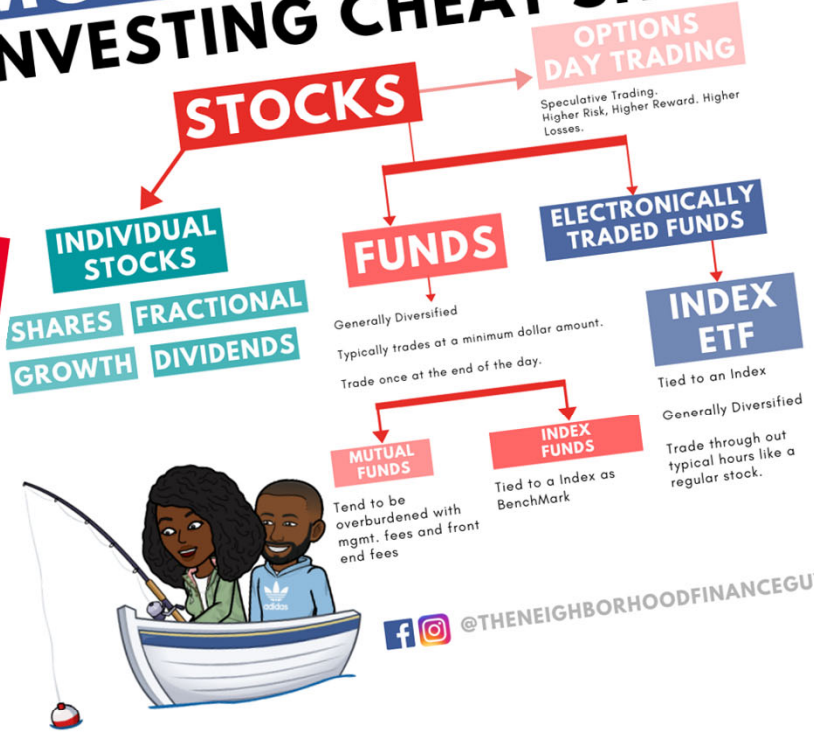 INVESTING CHEAT
STOCKS
OPTIONS
DAY TRADING
Speculative Trading.
Higher Risk, Higher Reward. Higher
Losses.
INDIVIDUAL
STOCKS
SHARES
FRACTIONAL
GROWTH
DIVIDENDS
FUNDS
Generally Diversified
Typically trades at a minimum dollar amount.
Trade once at the end of the day.
MUTUAL
FUNDS
Tend to be
overburdened with
mgmt. fees and front
end fees
INDEX
FUNDS
Tied to a Index as
BenchMark
ELECTRONICALLY
TRADED FUNDS
INDEX
ETF
Tied to an Index
Generally Diversified
Trade through out
typical hours like a
regular stock.
adidas
@THENEIGHBORHOODFINANCEGU